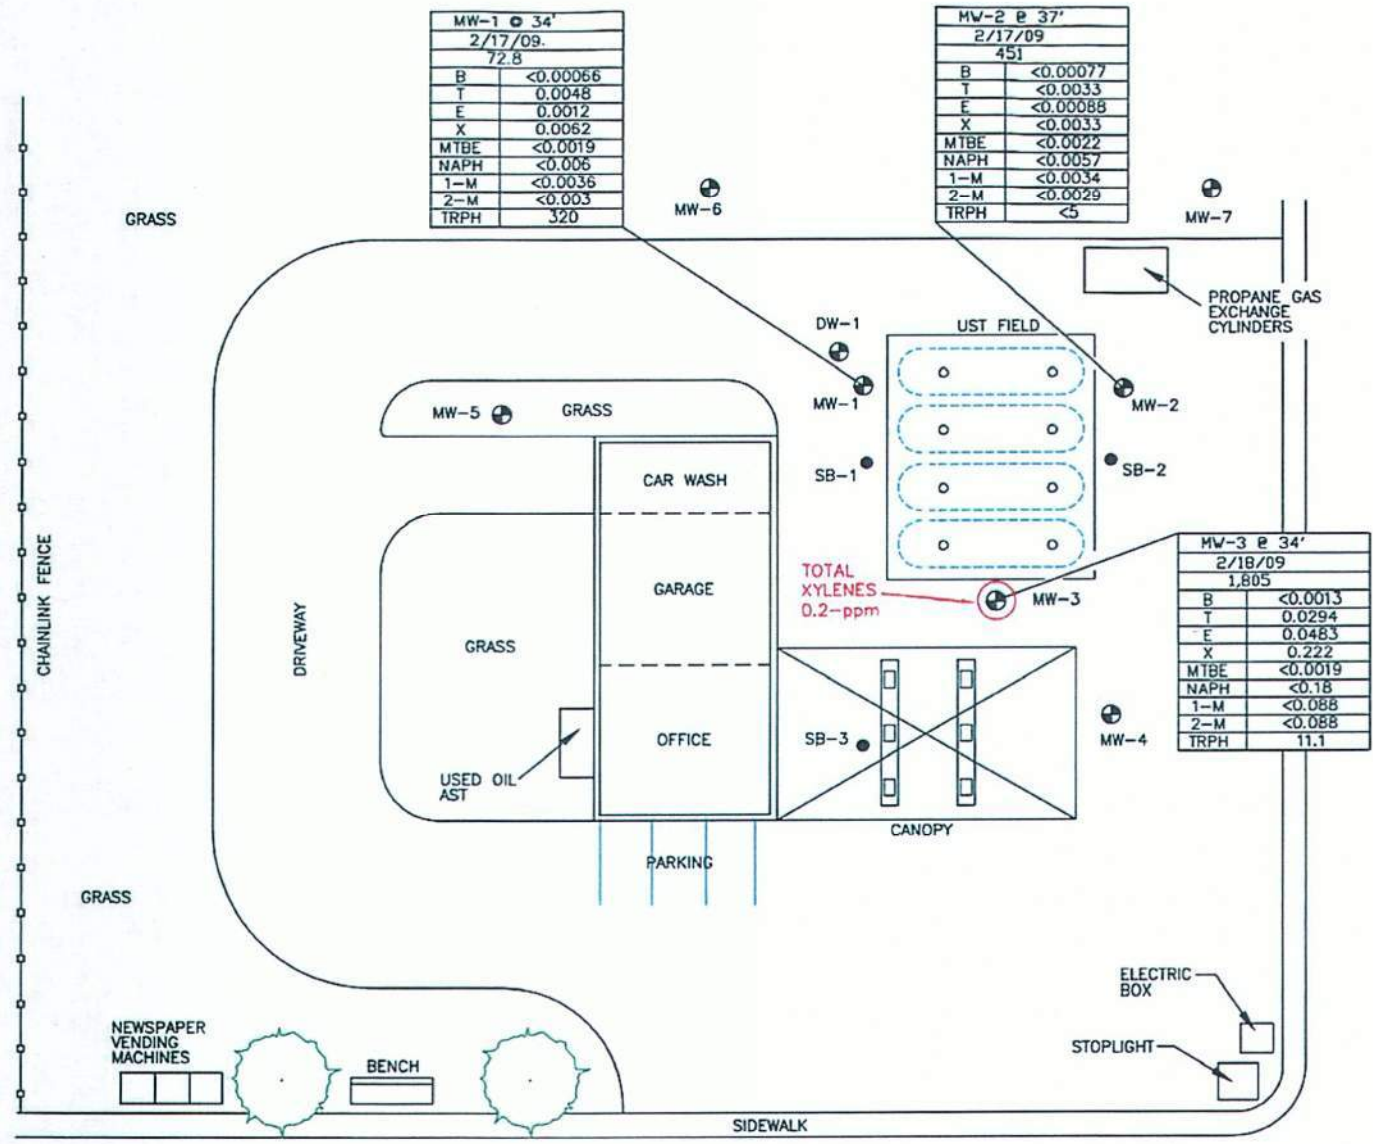 MW-1 @ 34'
2/17/09.
72.8
B <0.00066
T 0.0048
E 0.0012
X 0.0062
MTBE <0.0019
NAPH <0.006
1-M <0.0036
2-M <0.003
TRPH 320
MW-2 @ 37'
2/17/09
451
B <0.00077
T <0.0033
E <0.00088
X <0.0033
MTBE <0.0022
NAPH <0.0057
1-M <0.0034
2-M <0.0029
TRPH <5
GRASS
MW-6
MW-7
PROPANE GAS
EXCHANGE
CYLINDERS
DW-1
UST FIELD
MW-1
MW-2
MW-5
GRASS
CAR WASH
SB-1
SB-2
CHAINLINK FENCE
DRIVEWAY
GARAGE
TOTAL
XYLENES
0.2-ppm
MW-3
MW-3 @ 34'
2/18/09
1,805
B <0.0013
T 0.0294
E 0.0483
X 0.222
MTBE <0.0019
NAPH <0.18
1-M <0.088
2-M <0.088
TRPH 11.1
GRASS
OFFICE
SB-3
MW-4
USED OIL
AST
CANOPY
PARKING
GRASS
ELECTRIC
BOX
STOPLIGHT
NEWSPAPER
VENDING
MACHINES
BENCH
SIDEWALK